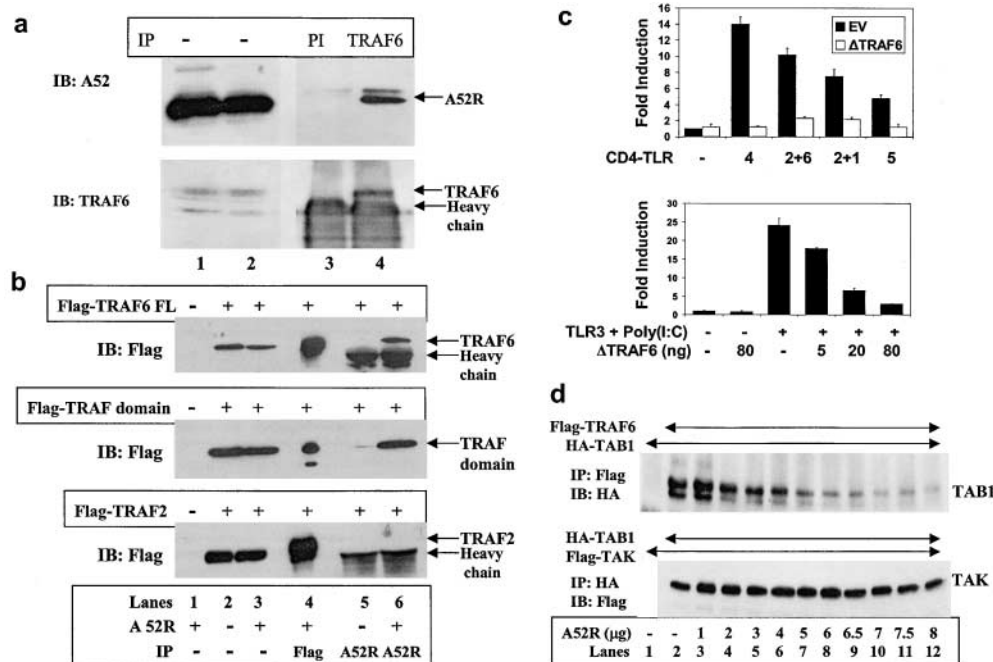 a
IP - - PI TRAF6
IB: A52
A52R
IB: TRAF6
TRAF6
Heavy
chain
1 2 3 4
b
Flag-TRAF6 FL - + + + + +
IB: Flag
TRAF6
Heavy
chain
Flag-TRAF domain - + + + + +
IB: Flag
TRAF
domain
Flag-TRAF2 - + + + + +
IB: Flag
TRAF2
Heavy
chain
Lanes 1 2 3 4 5 6
A 52R + - + + - +
IP Flag A52R A52R
c
Fold Induction
16
14
12
10
8
6
4
2
0
EV
ΔTRAF6
CD4-TLR - 4 2+6 2+1 5
Fold Induction
30
25
20
15
10
5
0
TLR3 + Poly(I:C) - - + + + +
ΔTRAF6 (ng) - 80 - 5 20 80
d
Flag-TRAF6
HA-TAB1
IP: Flag
IB: HA
TAB1
HA-TAB1
Flag-TAK
IP: HA
IB: Flag
TAK
A52R (μg) - - 1 2 3 4 5 6 6.5 7 7.5 8
Lanes 1 2 3 4 5 6 7 8 9 10 11 12